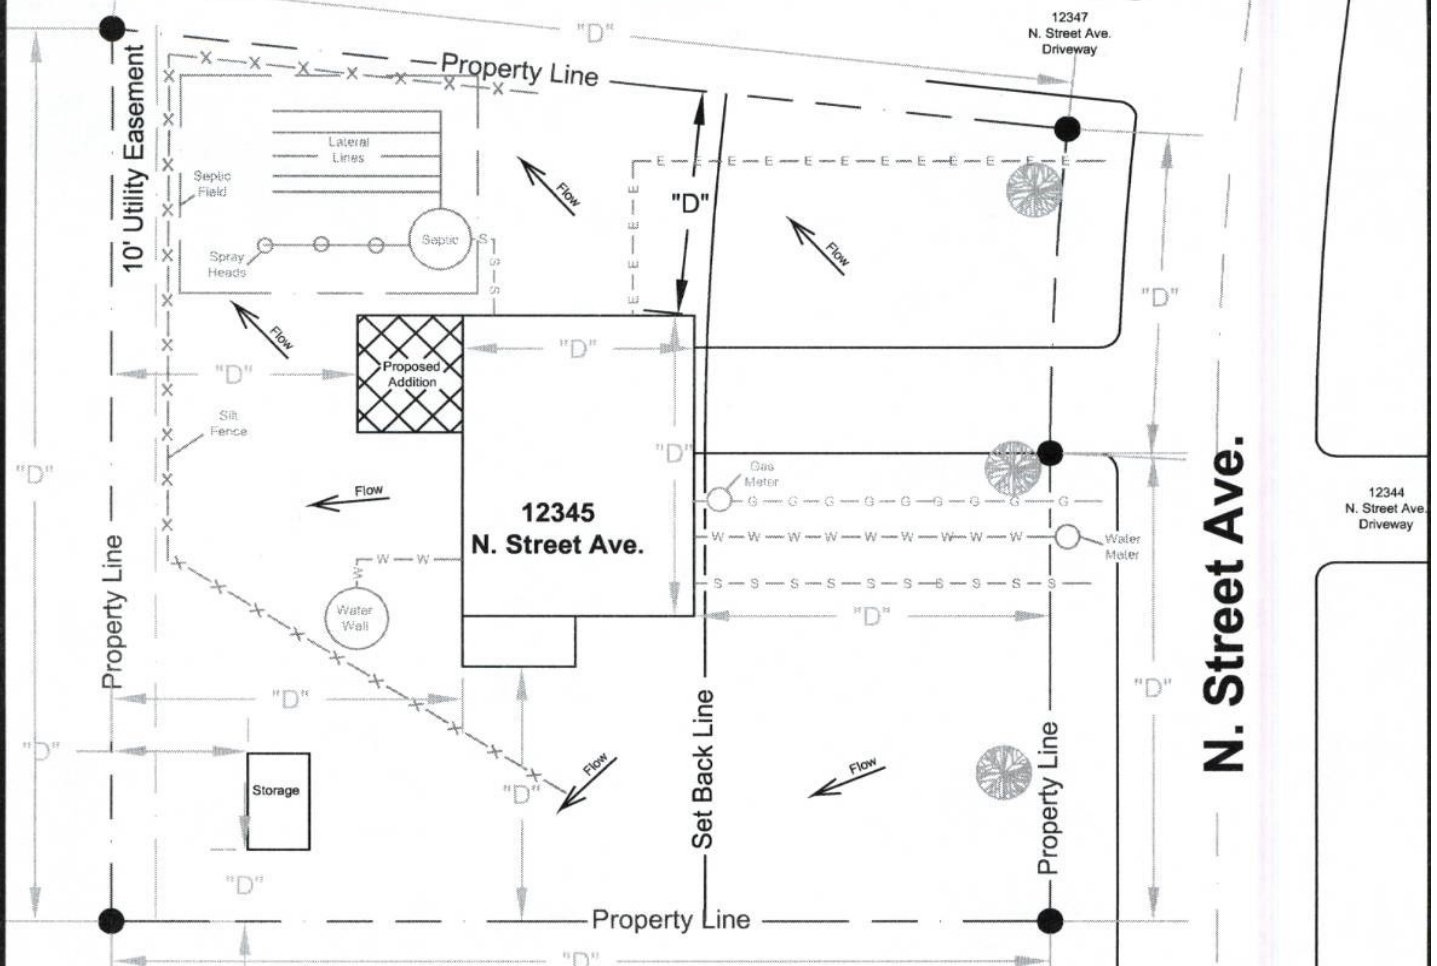 12347
N. Street Ave.
Driveway
"D"
Property Line
10' Utility Easement
Lateral
Lines
Septic
Field
Flow
"D"
E E E E E E E E E E E E
E
E
E
E
Septic
S
S
S
Spray
Heads
Flow
"D"
Flow
"D"
"D"
Proposed
Addition
Silt
Fence
"D"
"D"
Gas
Meter
G G G G G G G G G
12344
N. Street Ave.
Driveway
Flow
12345
N. Street Ave.
W W W W W W W W W
Water
Meter
W W
W
S S S S S S S S S S
Water
Well
"D"
N. Street Ave.
Property Line
"D"
"D"
Set Back Line
Property Line
"D"
Storage
Flow
Flow
"D"
"D"
Property Line
"D"